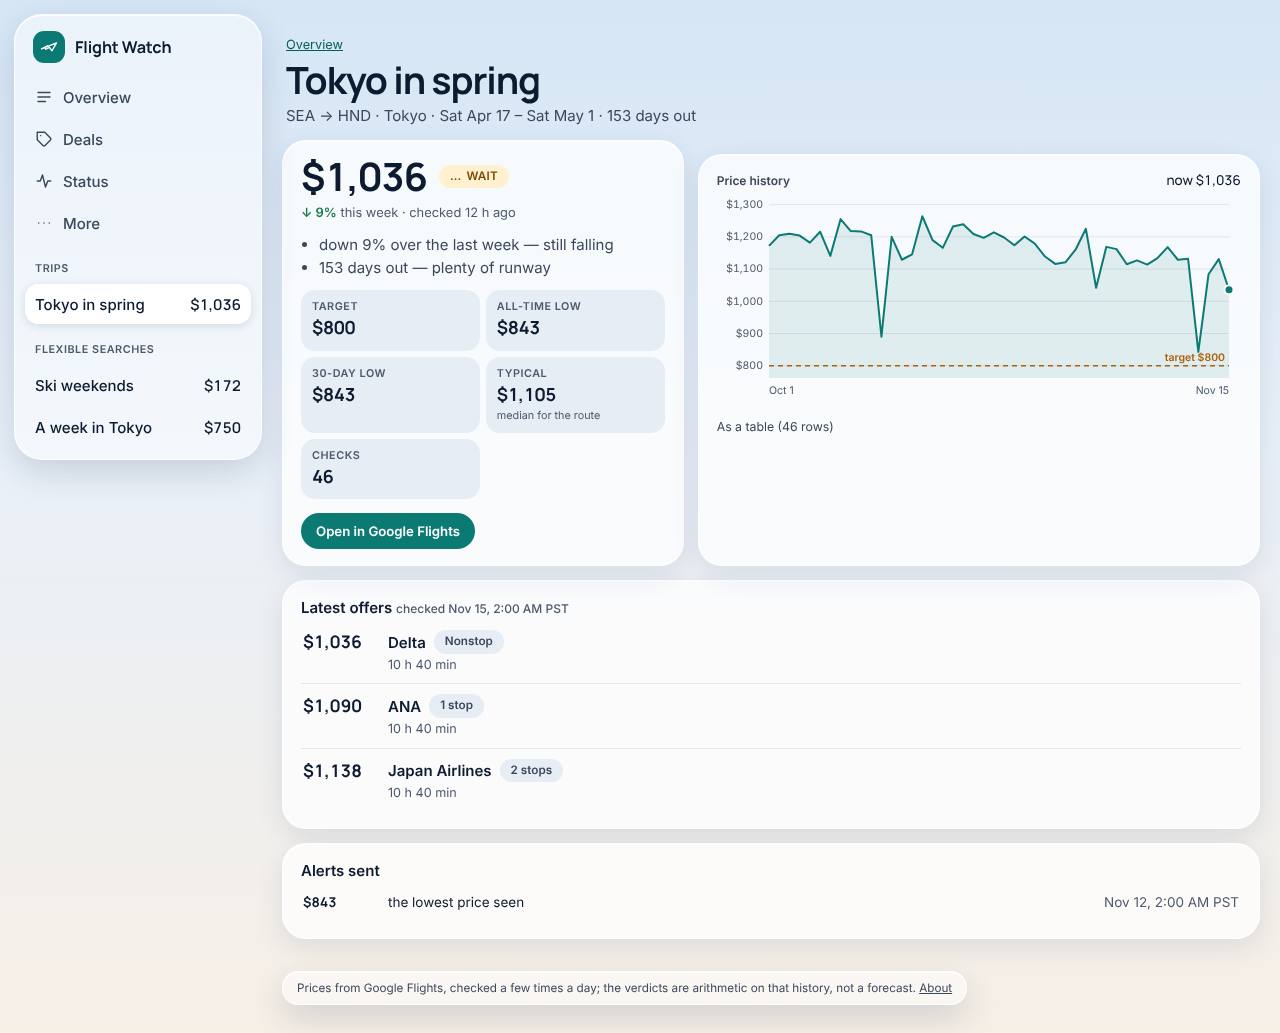 Flight Watch
Overview
Deals
Status
More
TRIPS
Tokyo in spring $1,036
FLEXIBLE SEARCHES
Ski weekends $172
A week in Tokyo $750
Overview
Tokyo in spring
SEA → HND · Tokyo · Sat Apr 17 – Sat May 1 · 153 days out
$1,036 … WAIT
↓ 9% this week · checked 12 h ago
• down 9% over the last week — still falling
• 153 days out — plenty of runway
TARGET
$800
ALL-TIME LOW
$843
30-DAY LOW
$843
TYPICAL
$1,105
median for the route
CHECKS
46
Open in Google Flights
Price history now $1,036
$1,300
$1,200
$1,100
$1,000
$900
$800
target $800
Oct 1 Nov 15
As a table (46 rows)
Latest offers checked Nov 15, 2:00 AM PST
$1,036 Delta Nonstop
10 h 40 min
$1,090 ANA 1 stop
10 h 40 min
$1,138 Japan Airlines 2 stops
10 h 40 min
Alerts sent
$843 the lowest price seen Nov 12, 2:00 AM PST
Prices from Google Flights, checked a few times a day; the verdicts are arithmetic on that history, not a forecast. About